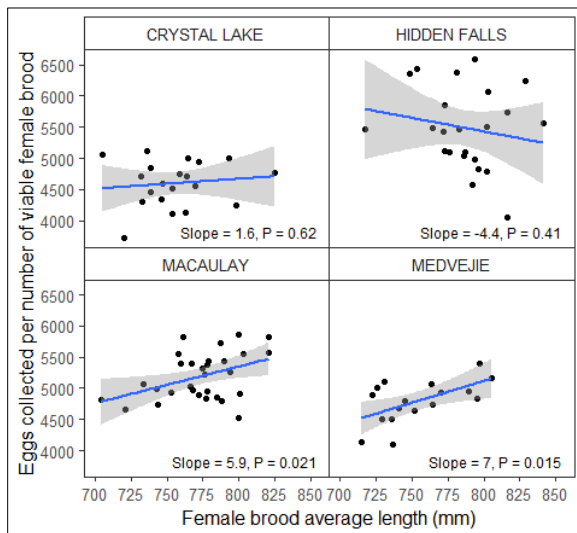 CRYSTAL LAKE
HIDDEN FALLS
6500
6000
5500
5000
4500
4000
Slope = 1.6, P = 0.62
Slope = -4.4, P = 0.41
MACAULAY
MEDVEJIE
6500
6000
5500
5000
4500
4000
Slope = 5.9, P = 0.021
Slope = 7, P = 0.015
700 725 750 775 800 825 850 700 725 750 775 800 825 850
Female brood average length (mm)
Eggs collected per number of viable female brood